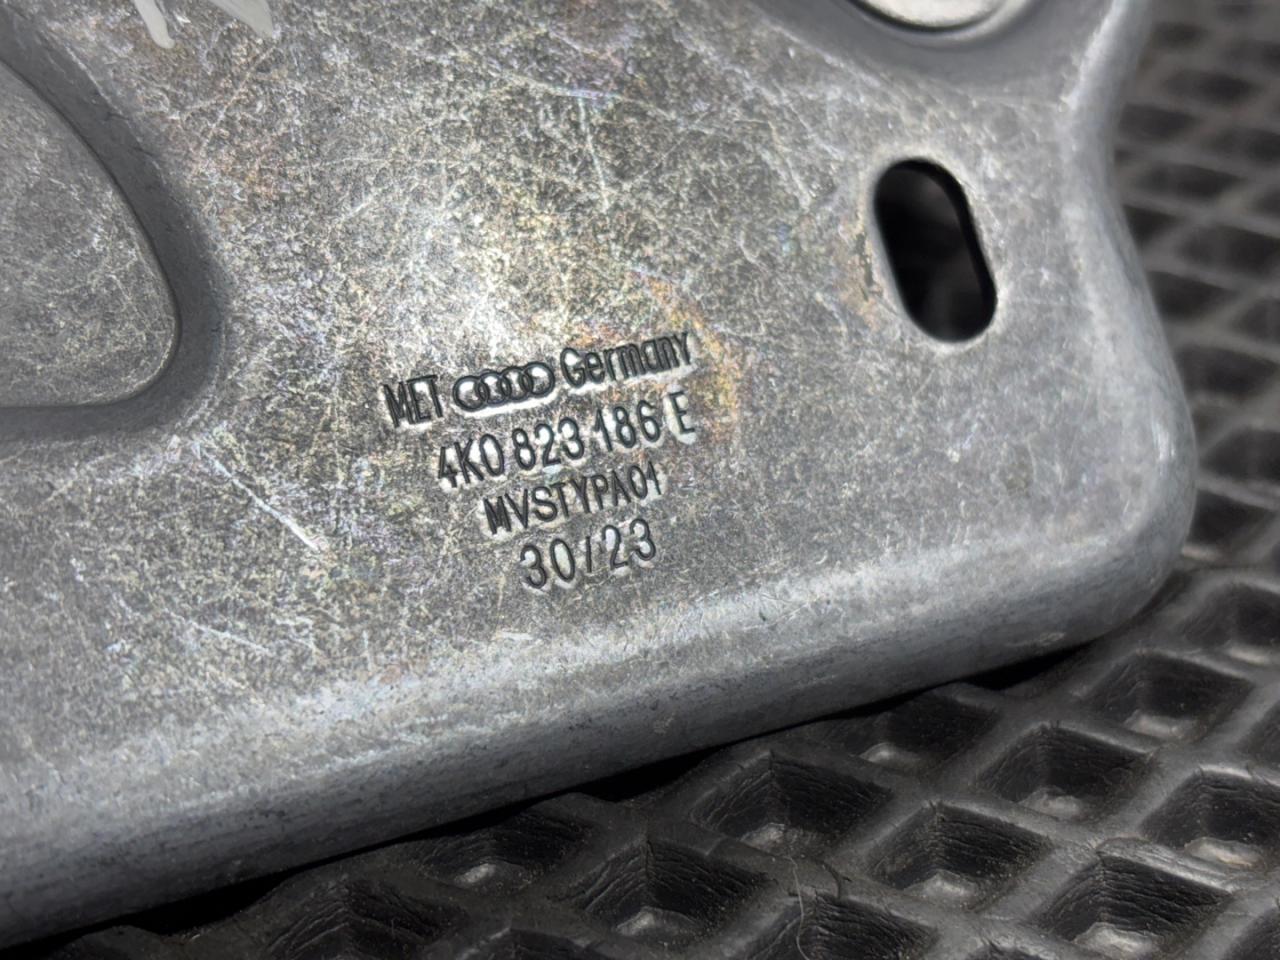 MET Germany
4K0 823 186 E
MVSTYPA01
30/23